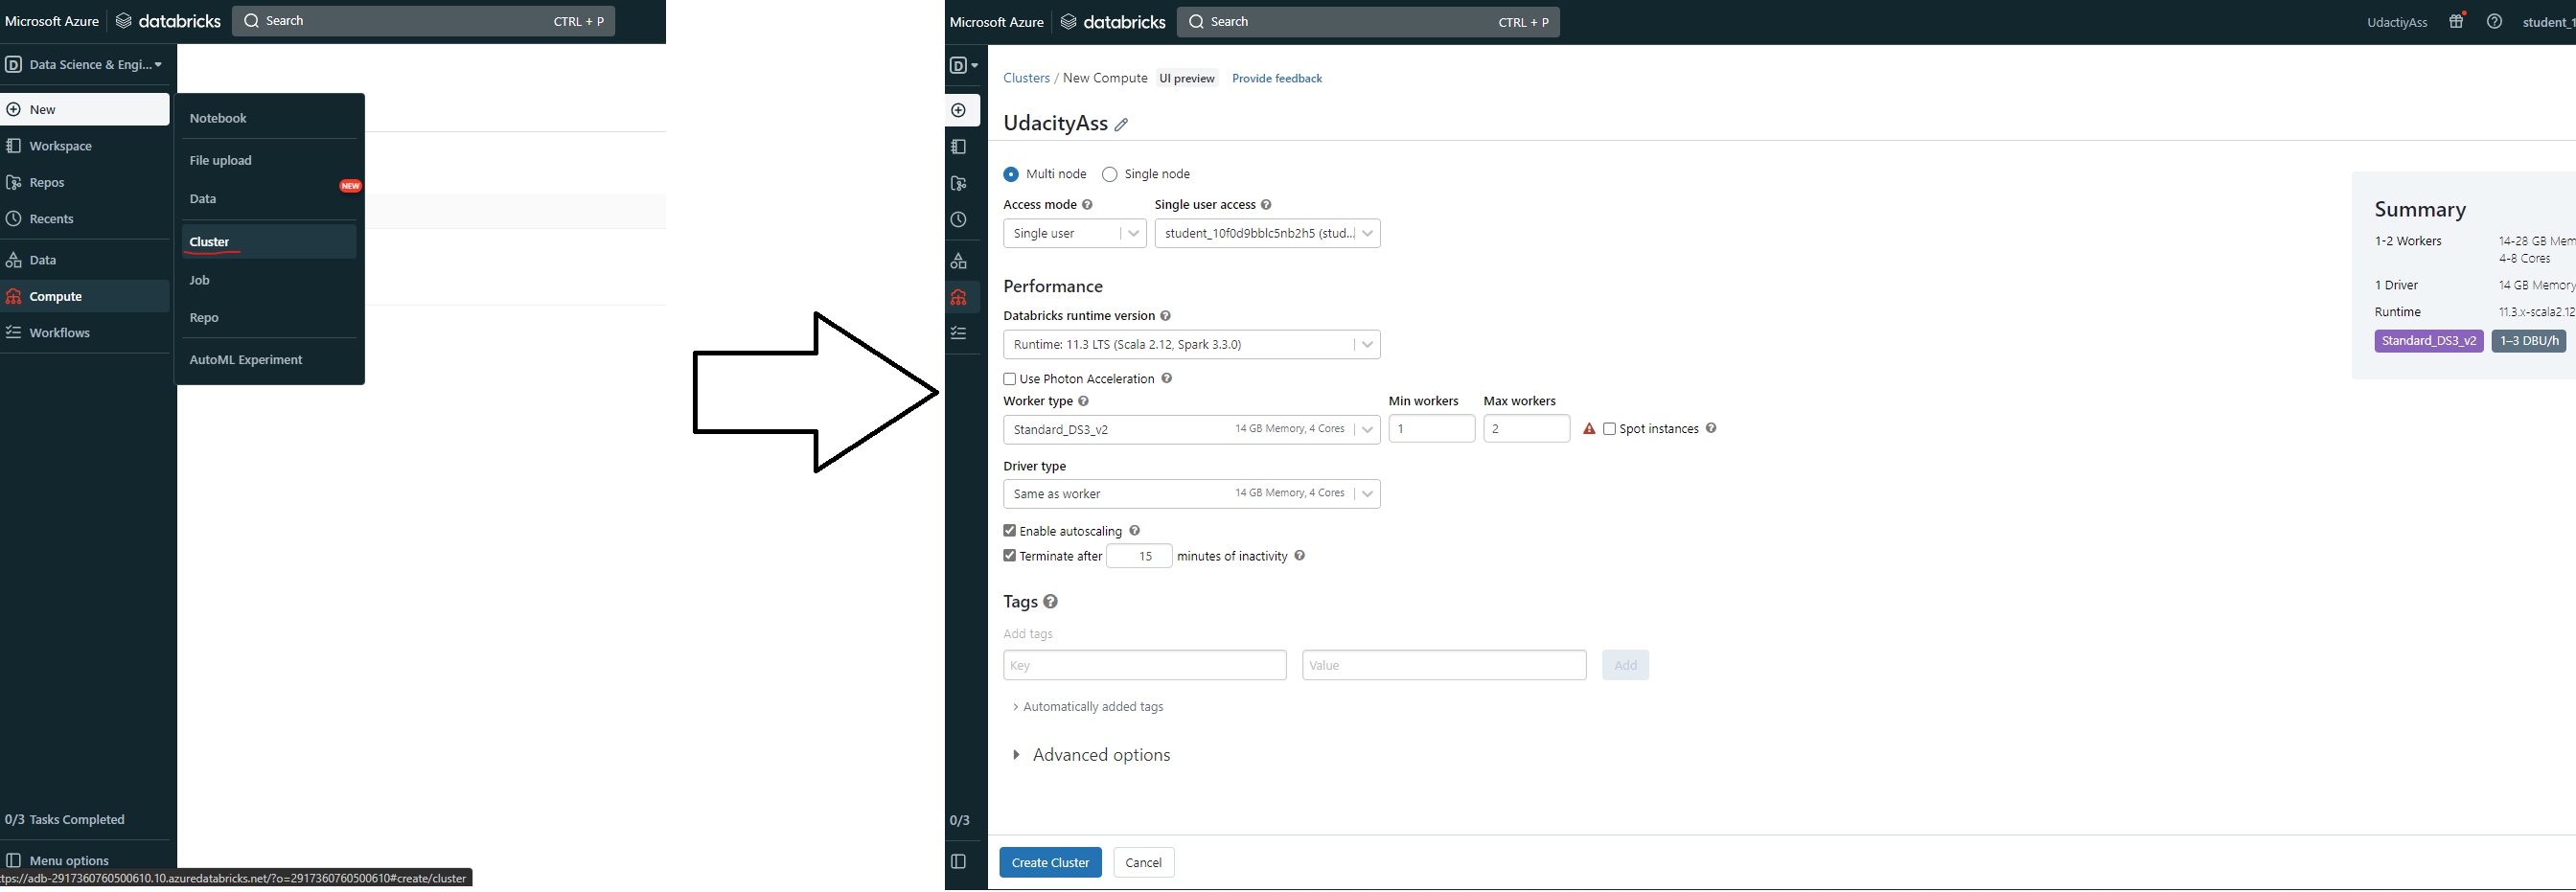 Microsoft Azure databricks Search CTRL + P
Data Science & Engi...
New
Workspace
Repos
Recents
Data
Compute
Workflows
Notebook
File upload
NEW
Data
Cluster
Job
Repo
AutoML Experiment
0/3 Tasks Completed
Menu options
tps://adb-2917360760500610.10.azuredatabricks.net/?o=2917360760500610#create/cluster
Microsoft Azure databricks Search CTRL + P UdactiyAss student_1
D
Clusters / New Compute UI preview Provide feedback
UdacityAss
Multi node Single node
Access mode Single user access
Single user student_10f0d9bblc5nb2h5 (stud...
Performance
Databricks runtime version
Runtime: 11.3 LTS (Scala 2.12, Spark 3.3.0)
Use Photon Acceleration
Worker type Min workers Max workers
Standard_DS3_v2 14 GB Memory, 4 Cores 1 2 Spot instances
Driver type
Same as worker 14 GB Memory, 4 Cores
Enable autoscaling
Terminate after 15 minutes of inactivity
Tags
Add tags
Key Value Add
Automatically added tags
Advanced options
0/3
Create Cluster Cancel
Summary
1-2 Workers 14-28 GB Mem
4-8 Cores
1 Driver 14 GB Memory
Runtime 11.3.x-scala2.12
Standard_DS3_v2 1–3 DBU/h